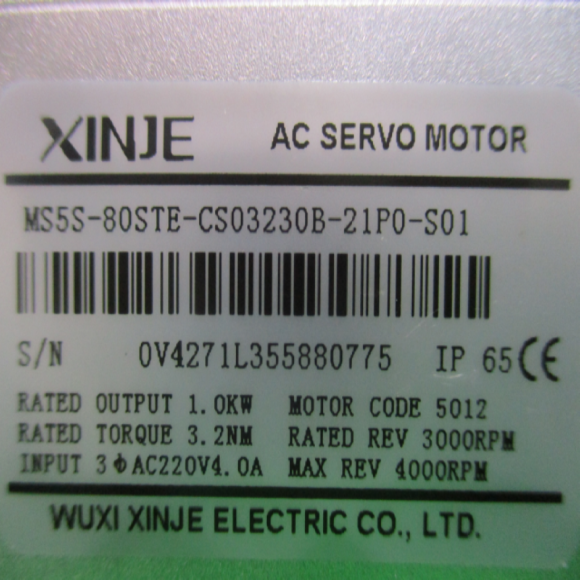 XINJE AC SERVO MOTOR
MS5S-80STE-CS03230B-21P0-S01
S/N 0V4271L355880775 IP 65 CE
RATED OUTPUT 1.0KW MOTOR CODE 5012
RATED TORQUE 3.2NM RATED REV 3000RPM
INPUT 3ΦAC220V4.0A MAX REV 4000RPM
WUXI XINJE ELECTRIC CO., LTD.